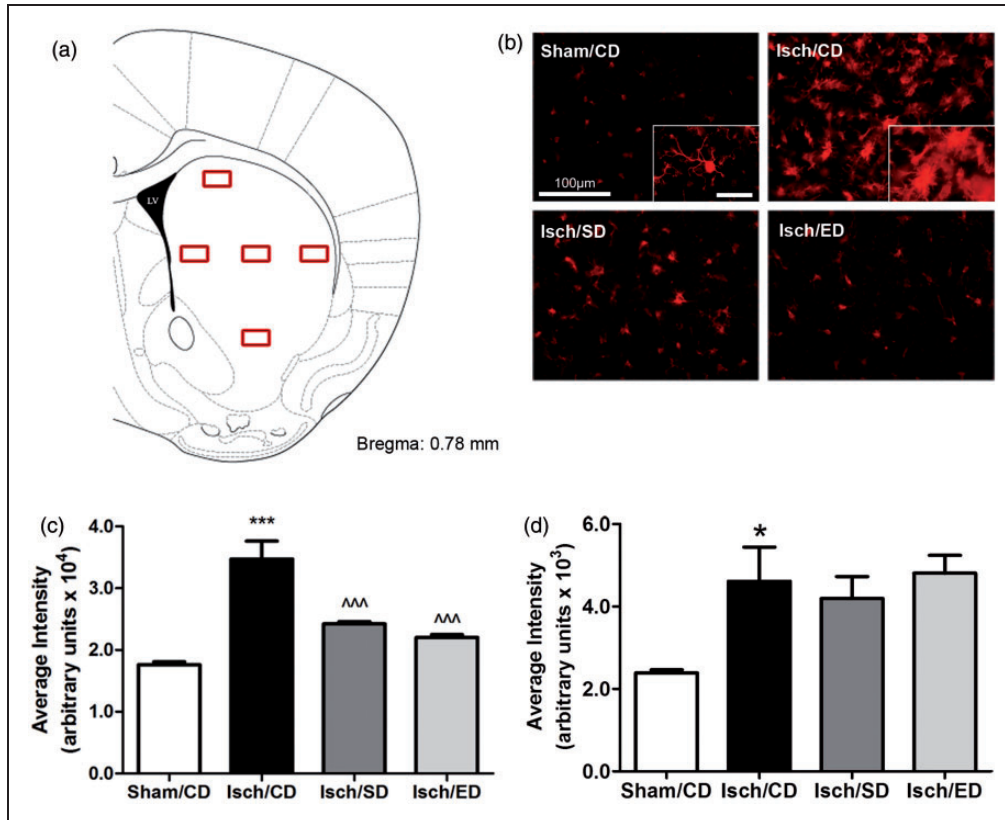 (a)
LV
Bregma: 0.78 mm
(b)
Sham/CD
Isch/CD
100µm
Isch/SD
Isch/ED
(c)
Average Intensity
(arbitrary units x 10⁴)
4.0
3.0
2.0
1.0
0.0
***
^^^
^^^
Sham/CD
Isch/CD
Isch/SD
Isch/ED
(d)
Average Intensity
(arbitrary units x 10³)
6.0
4.0
2.0
0.0
*
Sham/CD
Isch/CD
Isch/SD
Isch/ED